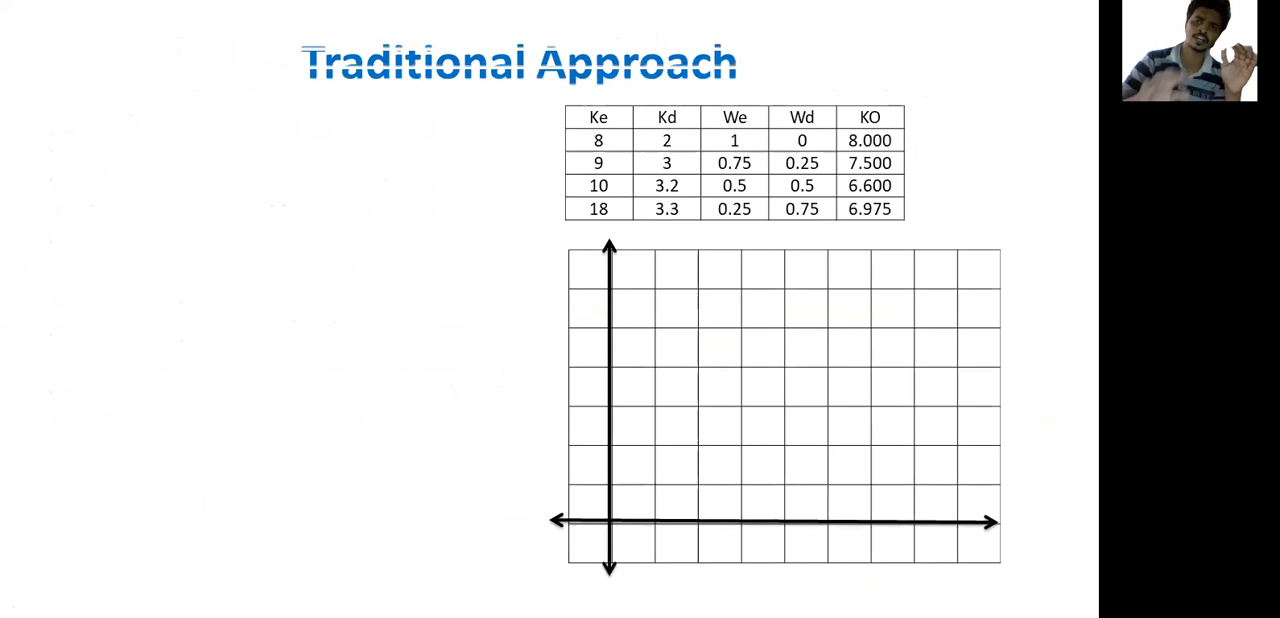 Traditional Approach
Ke Kd We Wd KO
8 2 1 0 8.000
9 3 0.75 0.25 7.500
10 3.2 0.5 0.5 6.600
18 3.3 0.25 0.75 6.975